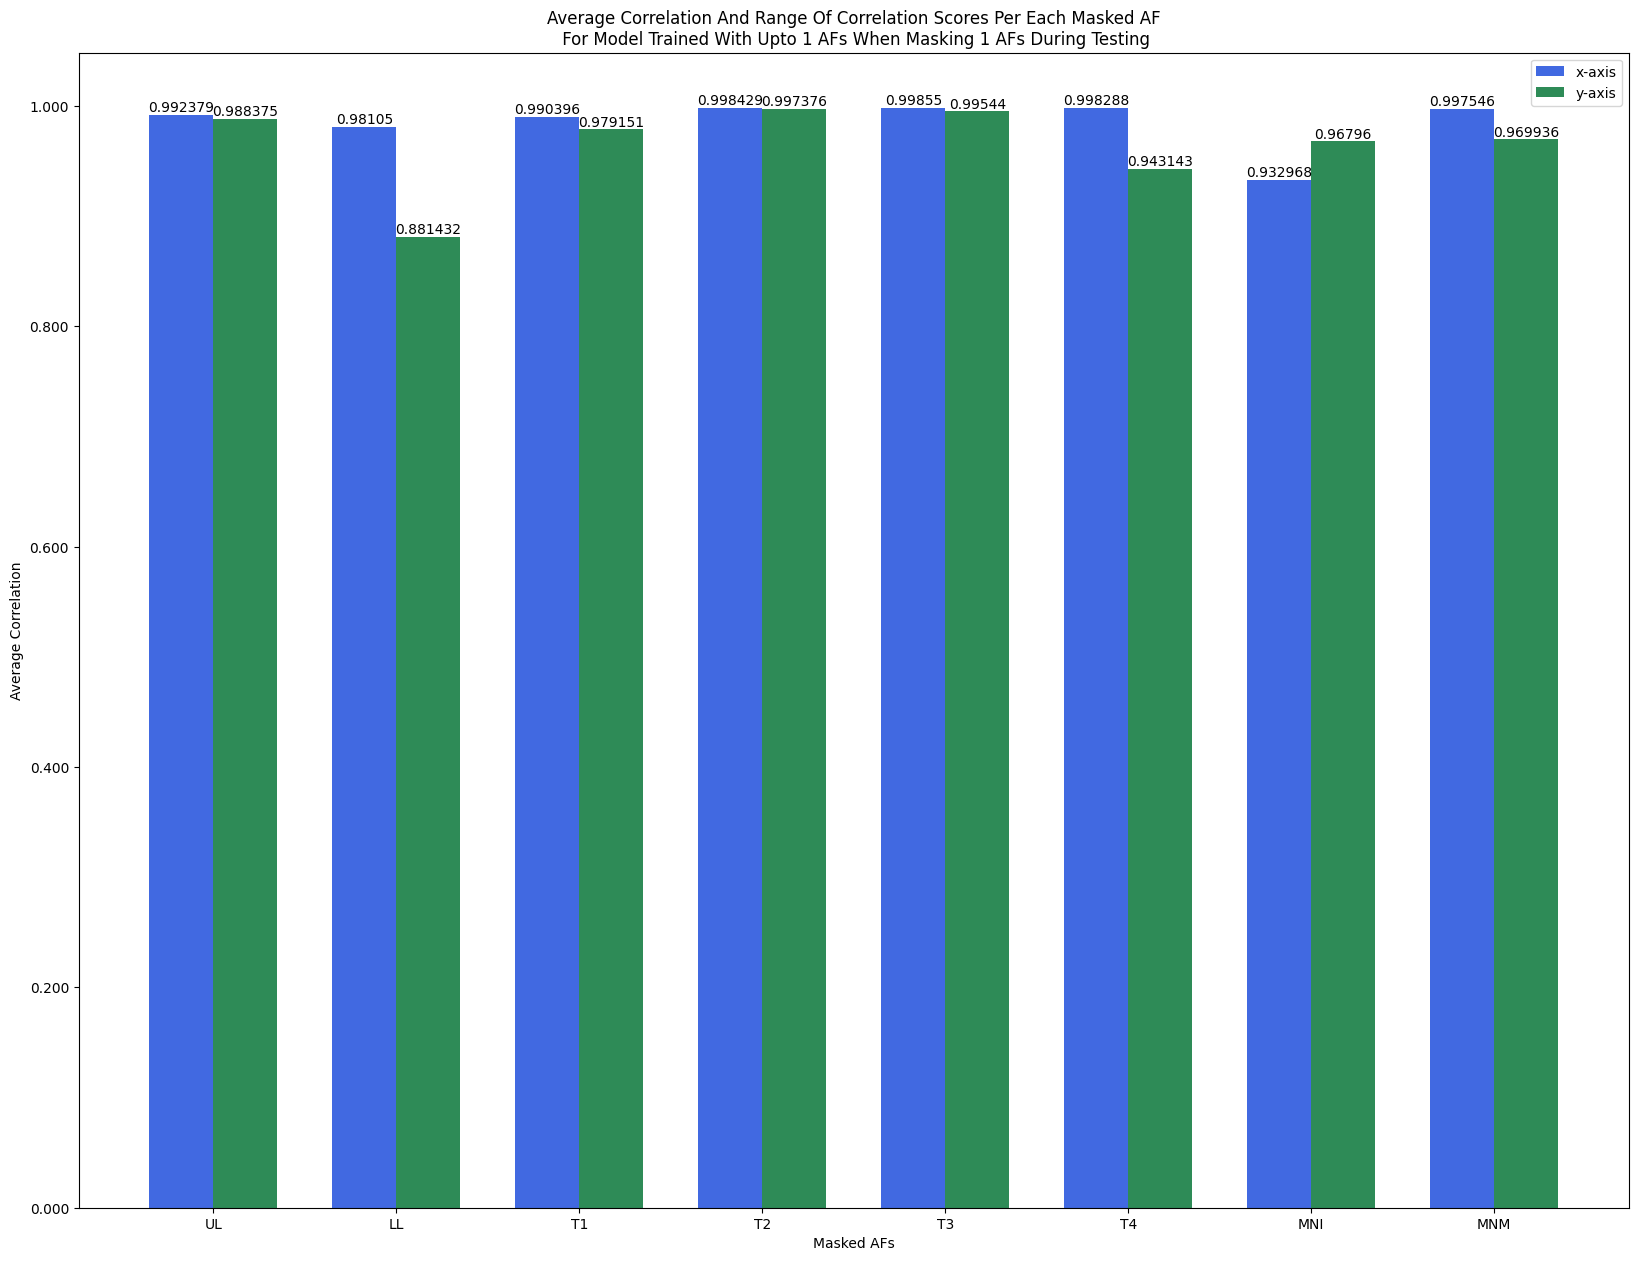 Average Correlation And Range Of Correlation Scores Per Each Masked AF
For Model Trained With Upto 1 AFs When Masking 1 AFs During Testing
x-axis
y-axis
1.000
0.800
0.600
0.400
0.200
0.000
Average Correlation
0.992379
0.988375
0.98105
0.881432
0.990396
0.979151
0.998429
0.997376
0.99855
0.99544
0.998288
0.943143
0.932968
0.96796
0.997546
0.969936
UL
LL
T1
T2
T3
T4
MNI
MNM
Masked AFs